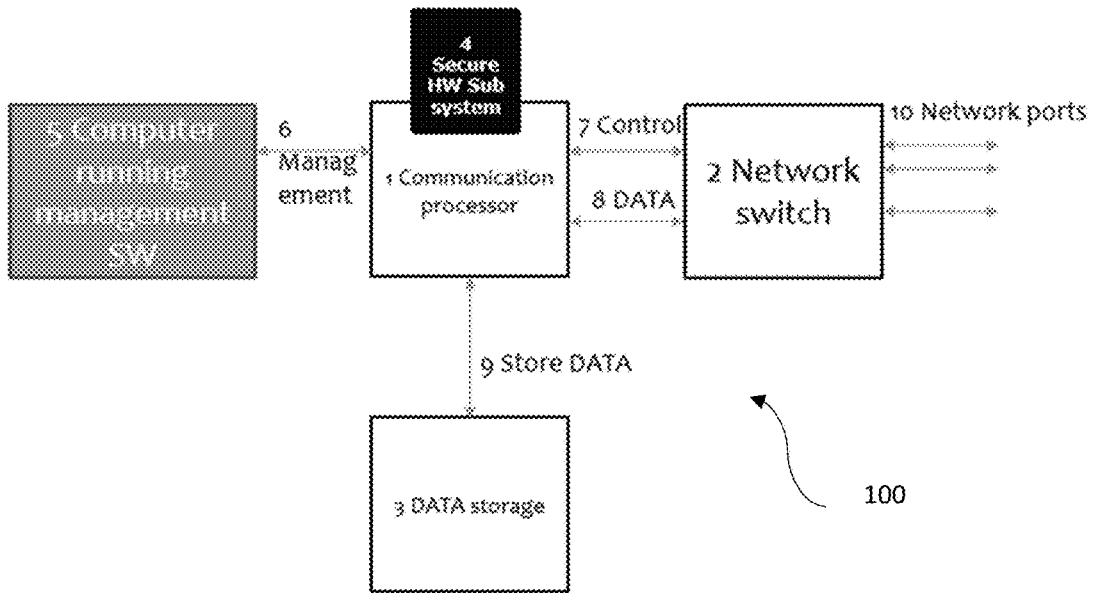 4
Secure
HW Sub
system
5 Computer
running
management
SW
6
Manag
ement
1 Communication
processor
7 Control
8 DATA
2 Network
switch
10 Network ports
9 Store DATA
3 DATA storage
100